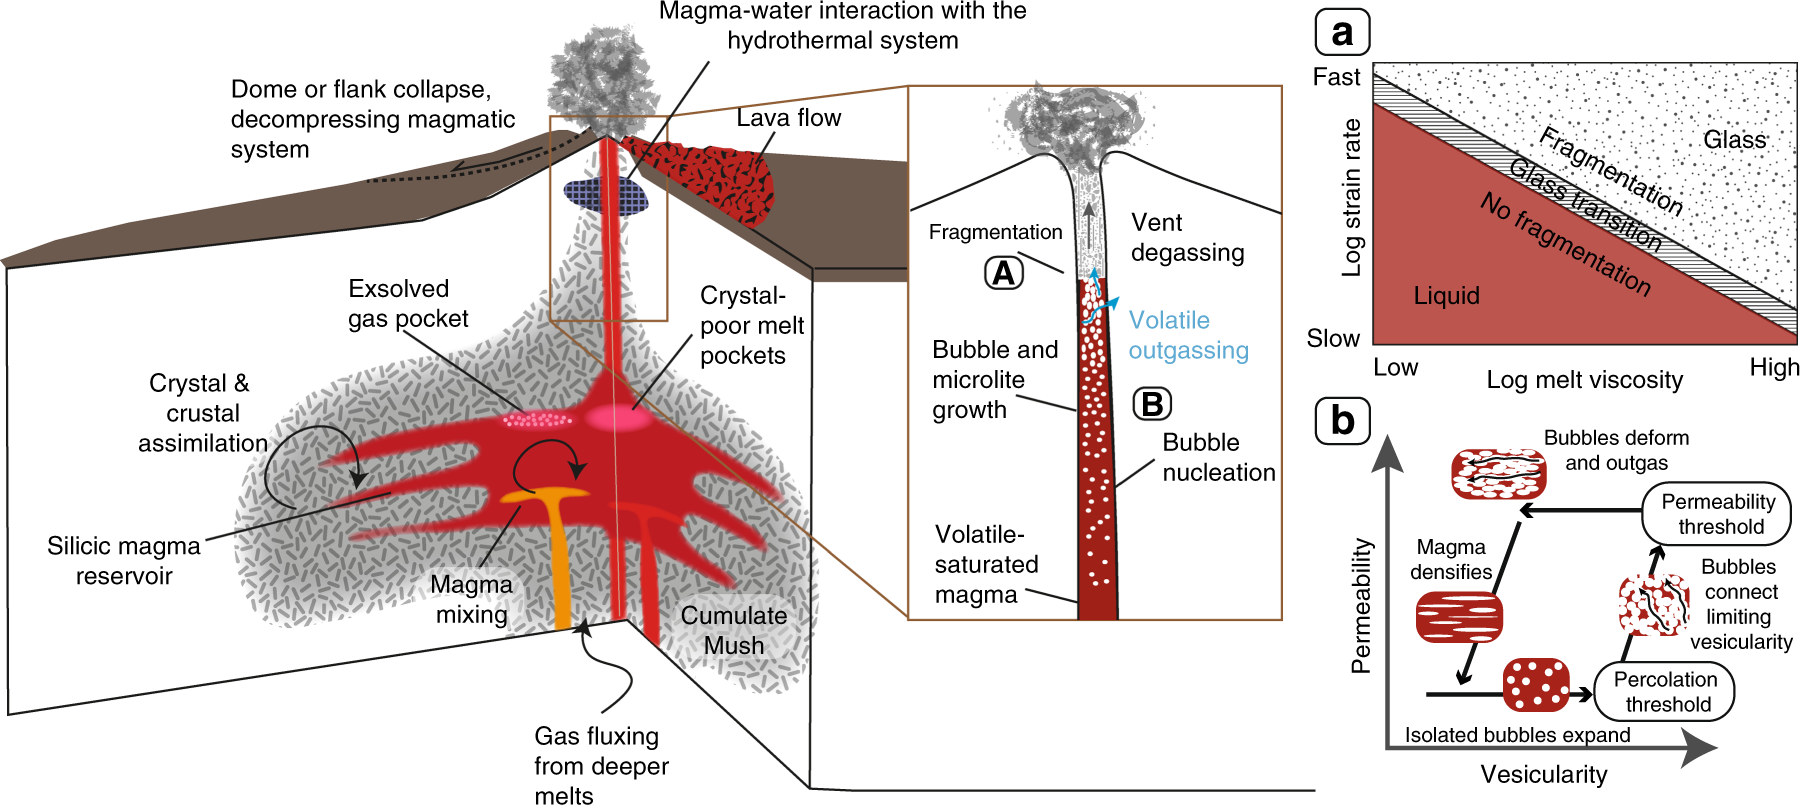 Magma-water interaction with the
hydrothermal system
Dome or flank collapse,
decompressing magmatic
system
Lava flow
Exsolved
gas pocket
Crystal-
poor melt
pockets
Crystal &
crustal
assimilation
Silicic magma
reservoir
Magma
mixing
Cumulate
Mush
Gas fluxing
from deeper
melts
Fragmentation
A
Vent
degassing
Volatile
outgassing
Bubble and
microlite
growth
B
Bubble
nucleation
Volatile-
saturated
magma
a
Fast
Log strain rate
Slow
Glass
Fragmentation
Glass transition
No fragmentation
Liquid
Low
High
Log melt viscosity
b
Permeability
Bubbles deform
and outgas
Permeability
threshold
Magma
densifies
Bubbles
connect
limiting
vesicularity
Percolation
threshold
Isolated bubbles expand
Vesicularity